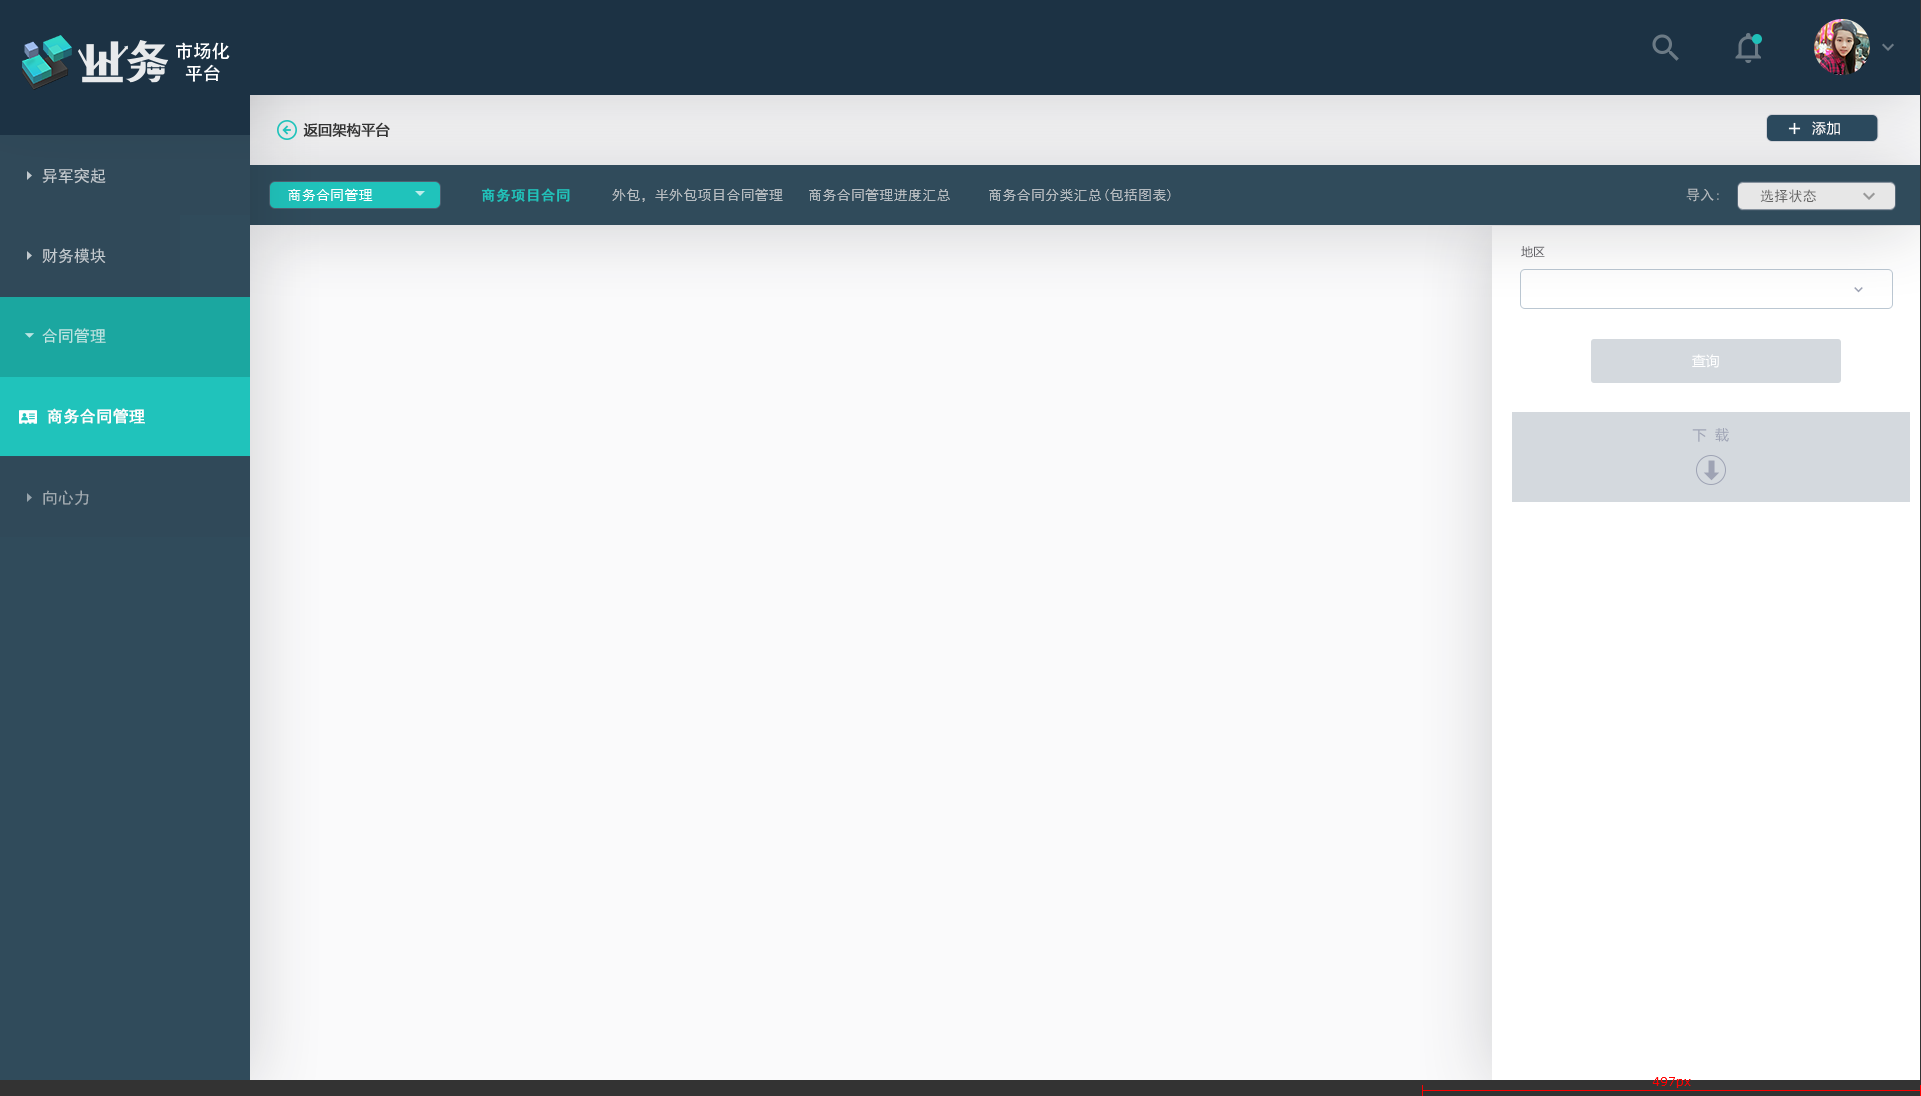 业务 市场化
平台
返回架构平台
添加
异军突起
财务模块
合同管理
商务合同管理
向心力
商务合同管理
商务项目合同
外包，半外包项目合同管理
商务合同管理进度汇总
商务合同分类汇总(包括图表)
导入：
选择状态
地区
查询
下 载
497px